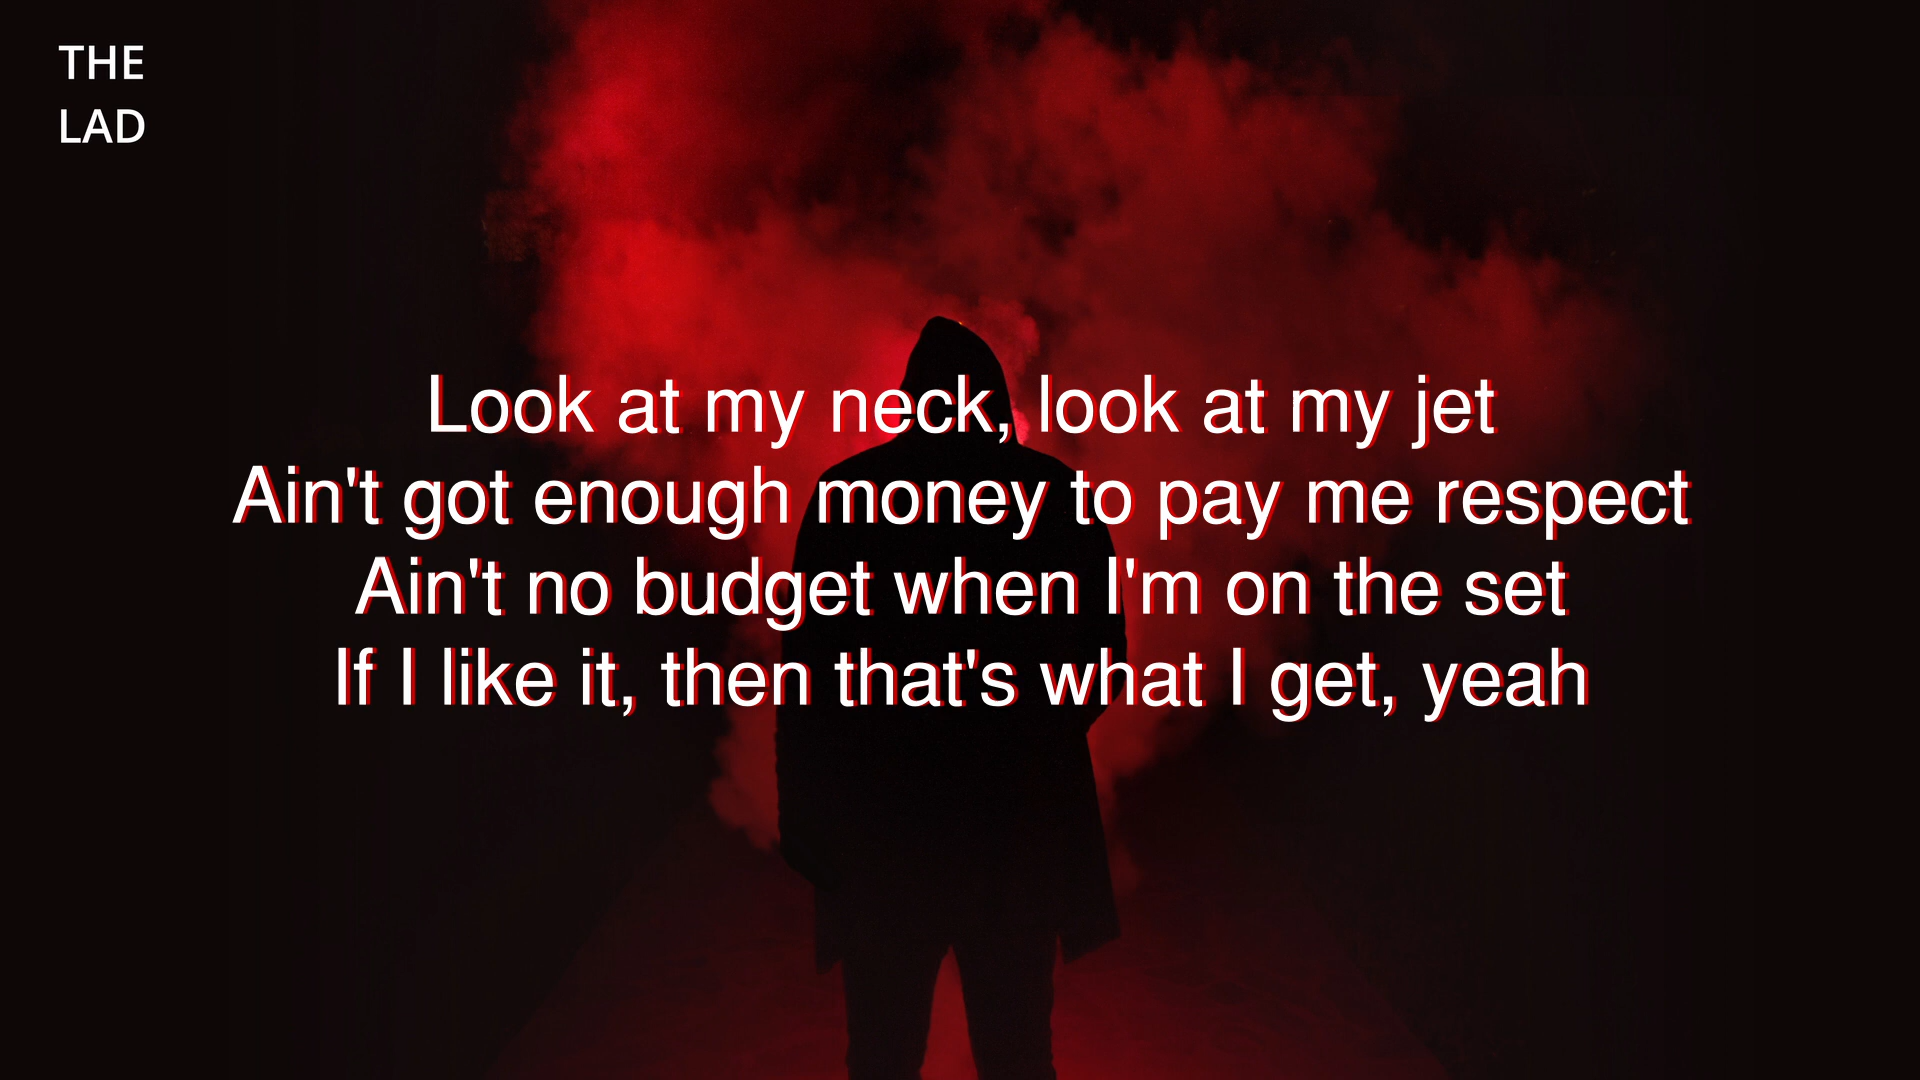 THE
LAD
Look at my neck, look at my jet
Ain't got enough money to pay me respect
Ain't no budget when I'm on the set
If I like it, then that's what I get, yeah